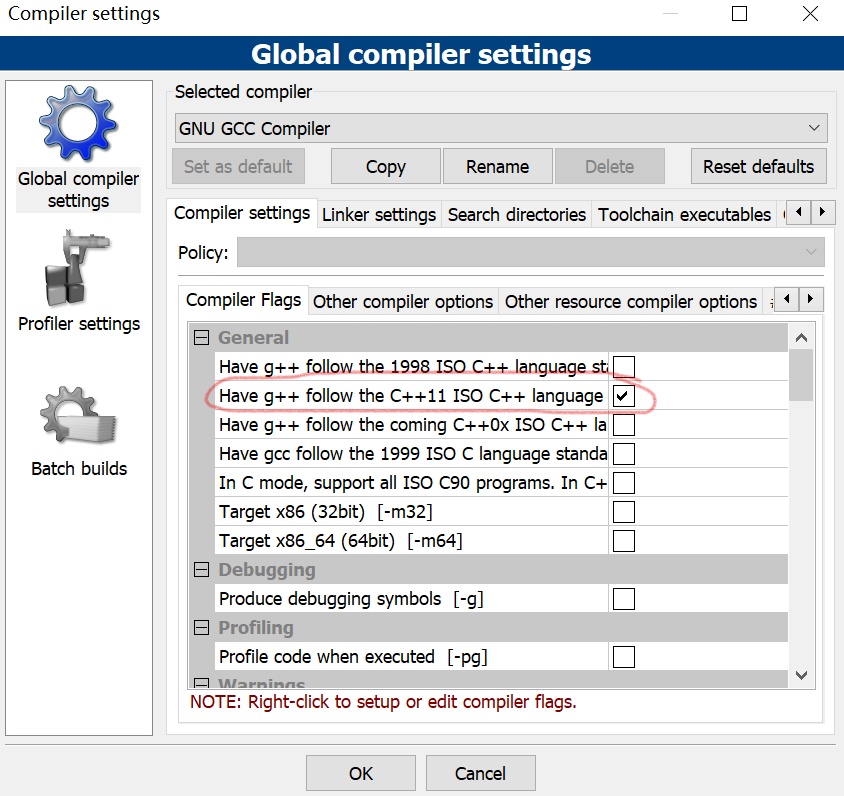 Compiler settings
Global compiler settings
Global compiler
settings
Profiler settings
Batch builds
Selected compiler
GNU GCC Compiler
Set as default
Copy
Rename
Delete
Reset defaults
Compiler settings
Linker settings
Search directories
Toolchain executables
Policy:
Compiler Flags
Other compiler options
Other resource compiler options
General
Have g++ follow the 1998 ISO C++ language sta
Have g++ follow the C++11 ISO C++ language
Have g++ follow the coming C++0x ISO C++ la
Have gcc follow the 1999 ISO C language standa
In C mode, support all ISO C90 programs. In C+
Target x86 (32bit) [-m32]
Target x86_64 (64bit) [-m64]
Debugging
Produce debugging symbols [-g]
Profiling
Profile code when executed [-pg]
Warnings
NOTE: Right-click to setup or edit compiler flags.
OK
Cancel